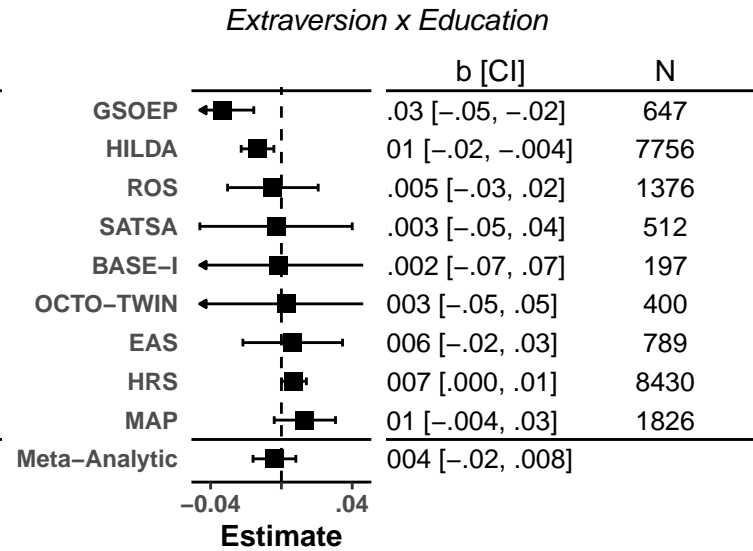 Extraversion x Education
b [CI] N
GSOEP .03 [−.05, −.02] 647
HILDA 01 [−.02, −.004] 7756
ROS .005 [−.03, .02] 1376
SATSA .003 [−.05, .04] 512
BASE−I .002 [−.07, .07] 197
OCTO−TWIN 003 [−.05, .05] 400
EAS 006 [−.02, .03] 789
HRS 007 [.000, .01] 8430
MAP 01 [−.004, .03] 1826
Meta−Analytic 004 [−.02, .008]
−0.04 .04
Estimate